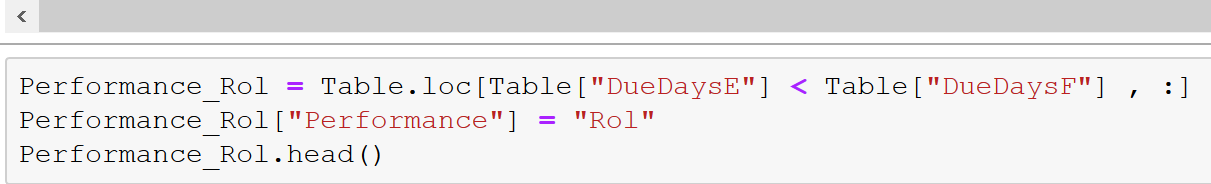 Performance_Rol = Table.loc[Table["DueDaysE"] < Table["DueDaysF"] , :]
Performance_Rol["Performance"] = "Rol"
Performance_Rol.head()